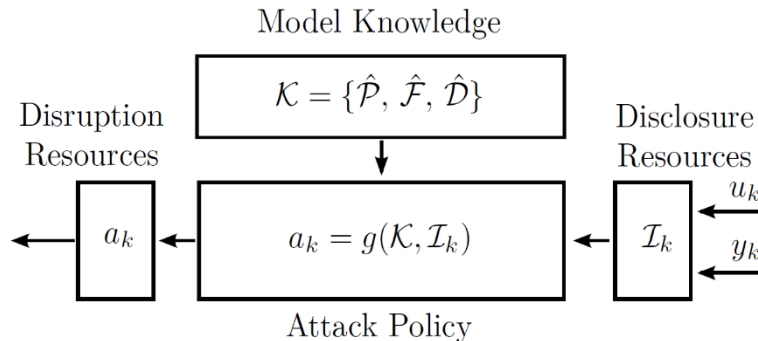 Model Knowledge
𝒦 = {𝒫̂, ℱ̂, 𝒟̂}
Disruption
Resources
Disclosure
Resources
a_k
a_k = g(𝒦, ℐ_k)
ℐ_k
u_k
y_k
Attack Policy